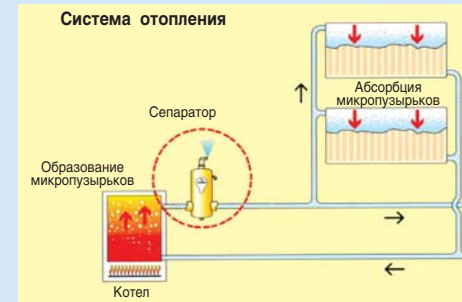 Система отопления
Абсорбция
микропузырьков
Сепаратор
Образование
микропузырьков
Котел